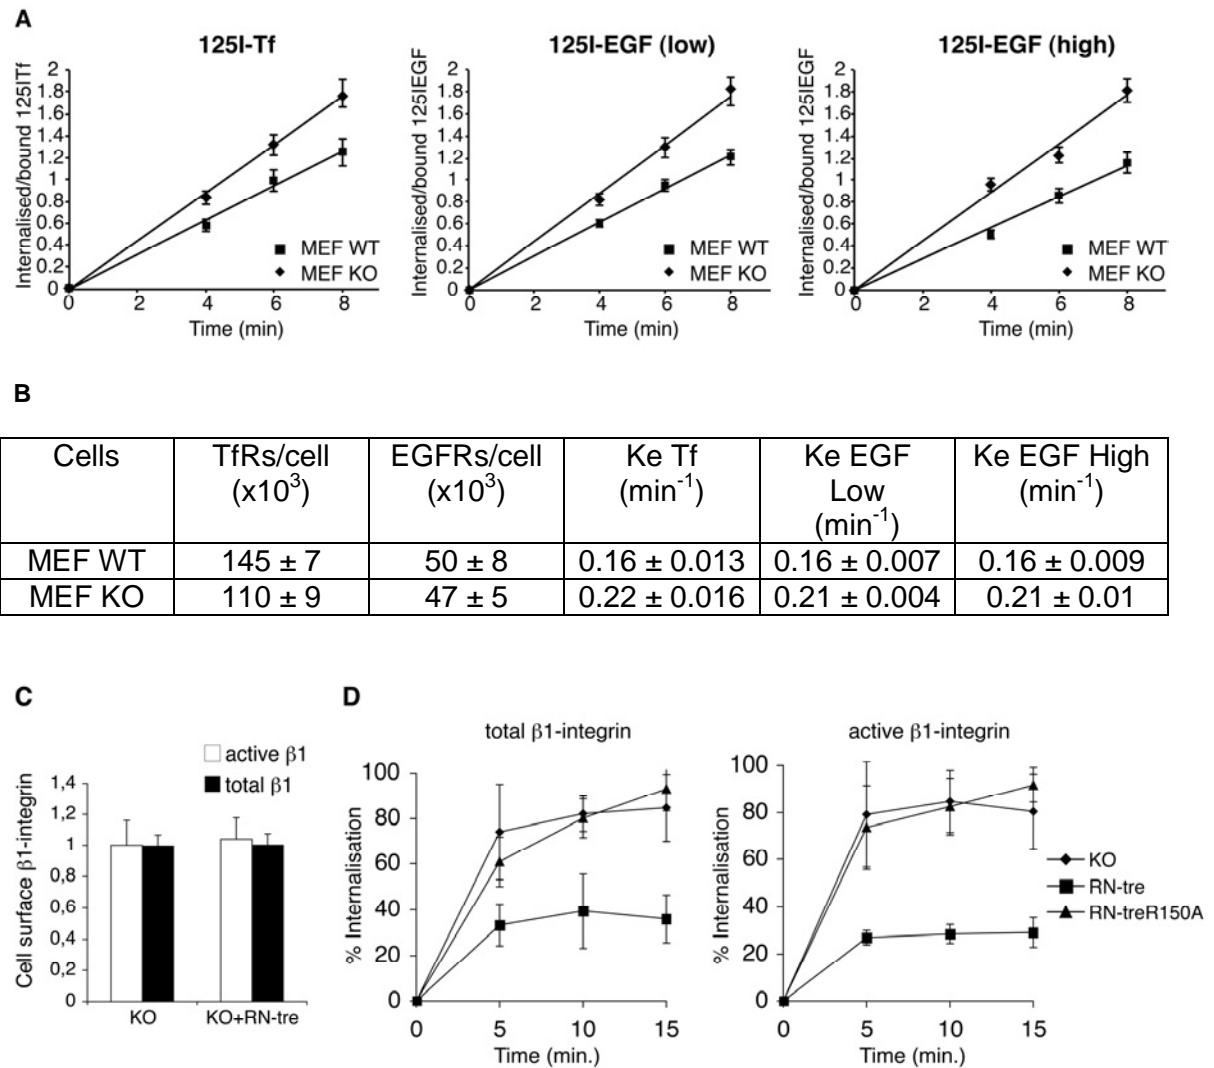 A
125I-Tf
Internalised/bound 125ITf
2
1.8
1.6
1.4
1.2
1
0.8
0.6
0.4
0.2
0
0 2 4 6 8
Time (min)
MEF WT
MEF KO
125I-EGF (low)
Internalised/bound 125IEGF
2
1.8
1.6
1.4
1.2
1
0.8
0.6
0.4
0.2
0
0 2 4 6 8
Time (min)
MEF WT
MEF KO
125I-EGF (high)
Internalised/bound 125IEGF
2
1.8
1.6
1.4
1.2
1
0.8
0.6
0.4
0.2
0
0 2 4 6 8
Time (min)
MEF WT
MEF KO
B
Cells TfRs/cell EGFRs/cell Ke Tf Ke EGF Ke EGF High
(x10³) (x10³) (min⁻¹) Low (min⁻¹)
(min⁻¹)
MEF WT 145 ± 7 50 ± 8 0.16 ± 0.013 0.16 ± 0.007 0.16 ± 0.009
MEF KO 110 ± 9 47 ± 5 0.22 ± 0.016 0.21 ± 0.004 0.21 ± 0.01
C
active β1
total β1
Cell surface β1-integrin
1,4
1,2
1
0,8
0,6
0,4
0,2
0
KO KO+RN-tre
D
total β1-integrin
% Internalisation
100
80
60
40
20
0
0 5 10 15
Time (min.)
active β1-integrin
% Internalisation
100
80
60
40
20
0
0 5 10 15
Time (min.)
KO
RN-tre
RN-treR150A